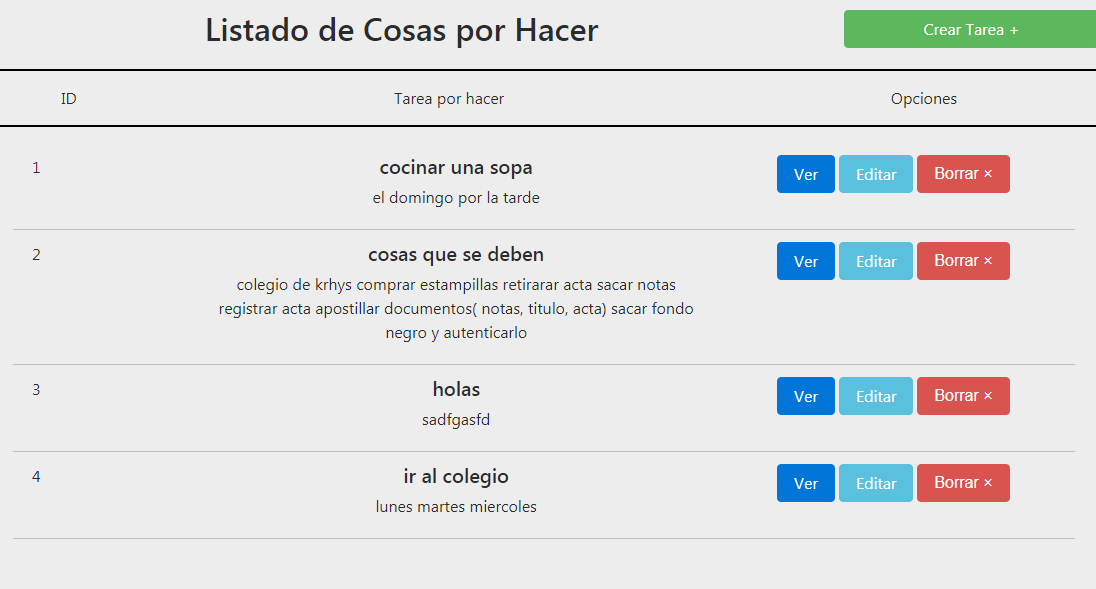 Listado de Cosas por Hacer
Crear Tarea +
ID
Tarea por hacer
Opciones
1
cocinar una sopa
el domingo por la tarde
Ver
Editar
Borrar ×
2
cosas que se deben
colegio de krhys comprar estampillas retirarar acta sacar notas
registrar acta apostillar documentos( notas, titulo, acta) sacar fondo
negro y autenticarlo
Ver
Editar
Borrar ×
3
holas
sadfgasfd
Ver
Editar
Borrar ×
4
ir al colegio
lunes martes miercoles
Ver
Editar
Borrar ×